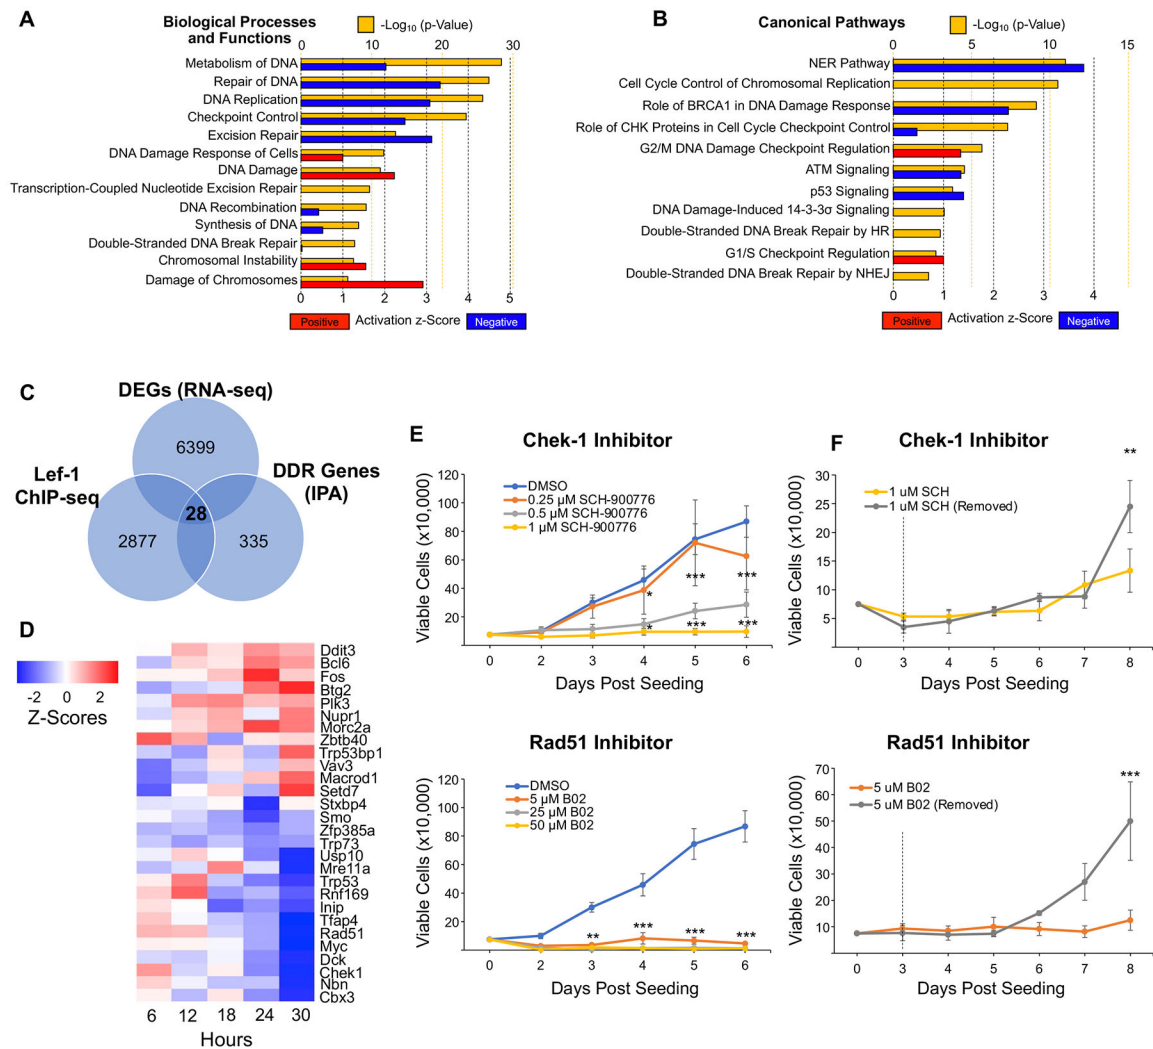 A
Biological Processes
and Functions
-Log10 (p-Value)
0 10 20 30
Metabolism of DNA
Repair of DNA
DNA Replication
Checkpoint Control
Excision Repair
DNA Damage Response of Cells
DNA Damage
Transcription-Coupled Nucleotide Excision Repair
DNA Recombination
Synthesis of DNA
Double-Stranded DNA Break Repair
Chromosomal Instability
Damage of Chromosomes
0 1 2 3 4 5
Positive Activation z-Score Negative
B
Canonical Pathways
-Log10 (p-Value)
0 5 10 15
NER Pathway
Cell Cycle Control of Chromosomal Replication
Role of BRCA1 in DNA Damage Response
Role of CHK Proteins in Cell Cycle Checkpoint Control
G2/M DNA Damage Checkpoint Regulation
ATM Signaling
p53 Signaling
DNA Damage-Induced 14-3-3σ Signaling
Double-Stranded DNA Break Repair by HR
G1/S Checkpoint Regulation
Double-Stranded DNA Break Repair by NHEJ
0 1 2 3 4
Positive Activation z-Score Negative
C
DEGs (RNA-seq)
6399
Lef-1
ChIP-seq
DDR Genes
(IPA)
28
2877
335
D
-2 0 2
Z-Scores
Ddit3
Bcl6
Fos
Btg2
Plk3
Nupr1
Morc2a
Zbtb40
Trp53bp1
Vav3
Macrod1
Setd7
Stxbp4
Smo
Zfp385a
Trp73
Usp10
Mre11a
Trp53
Rnf169
Inip
Tfap4
Rad51
Myc
Dck
Chek1
Nbn
Cbx3
6 12 18 24 30
Hours
E
Chek-1 Inhibitor
Viable Cells (x10,000)
120
100
80
60
40
20
DMSO
0.25 µM SCH-900776
0.5 µM SCH-900776
1 µM SCH-900776
*
***
***
*
***
***
0 2 3 4 5 6
Days Post Seeding
Rad51 Inhibitor
Viable Cells (x10,000)
120
100
80
60
40
20
DMSO
5 µM B02
25 µM B02
50 µM B02
**
***
***
***
0 2 3 4 5 6
Days Post Seeding
F
Chek-1 Inhibitor
Viable Cells (x10,000)
30
25
20
15
10
5
1 uM SCH
1 uM SCH (Removed)
**
0 3 4 5 6 7 8
Days Post Seeding
Rad51 Inhibitor
Viable Cells (x10,000)
70
60
50
40
30
20
10
5 uM B02
5 uM B02 (Removed)
***
0 3 4 5 6 7 8
Days Post Seeding